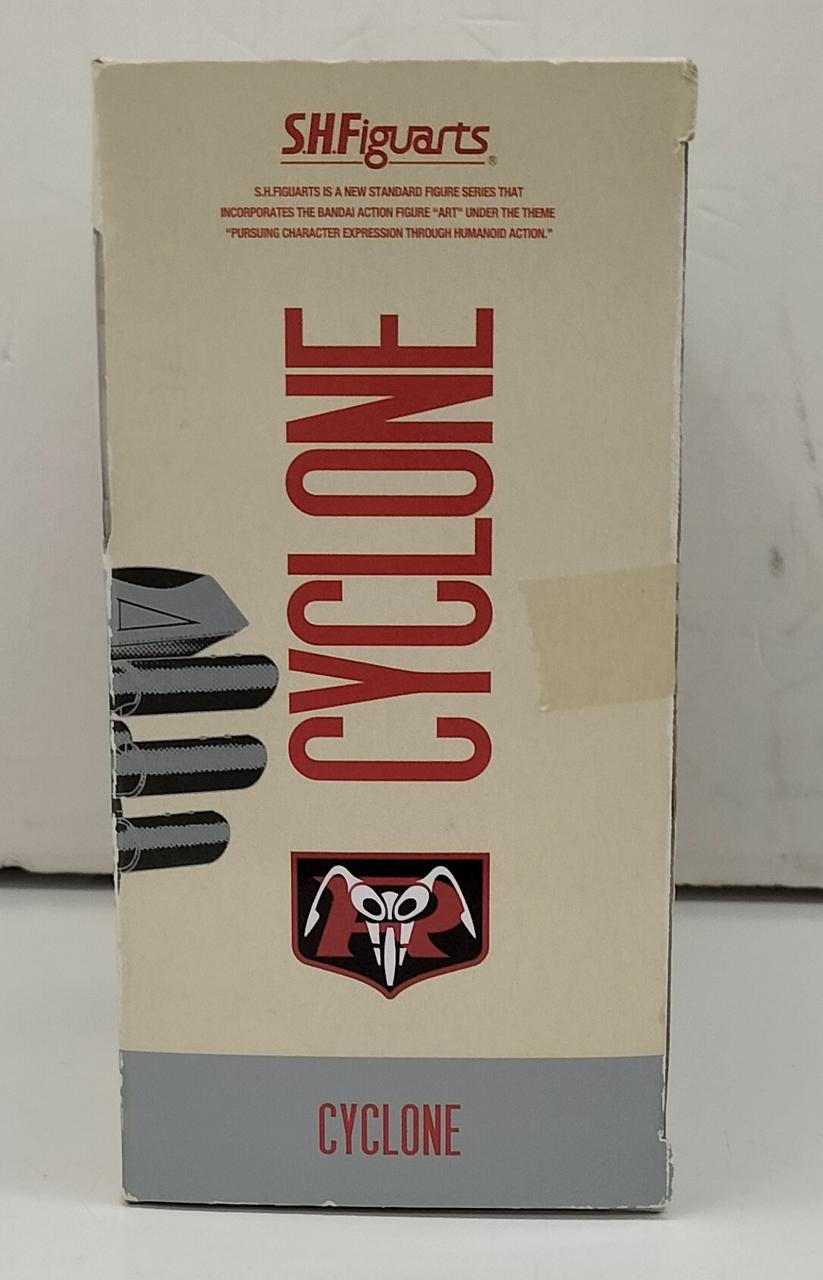 S.H.Figuarts®
S.H.FIGUARTS IS A NEW STANDARD FIGURE SERIES THAT
INCORPORATES THE BANDAI ACTION FIGURE "ART" UNDER THE THEME
"PURSUING CHARACTER EXPRESSION THROUGH HUMANOID ACTION."
CYCLONE
FR
CYCLONE